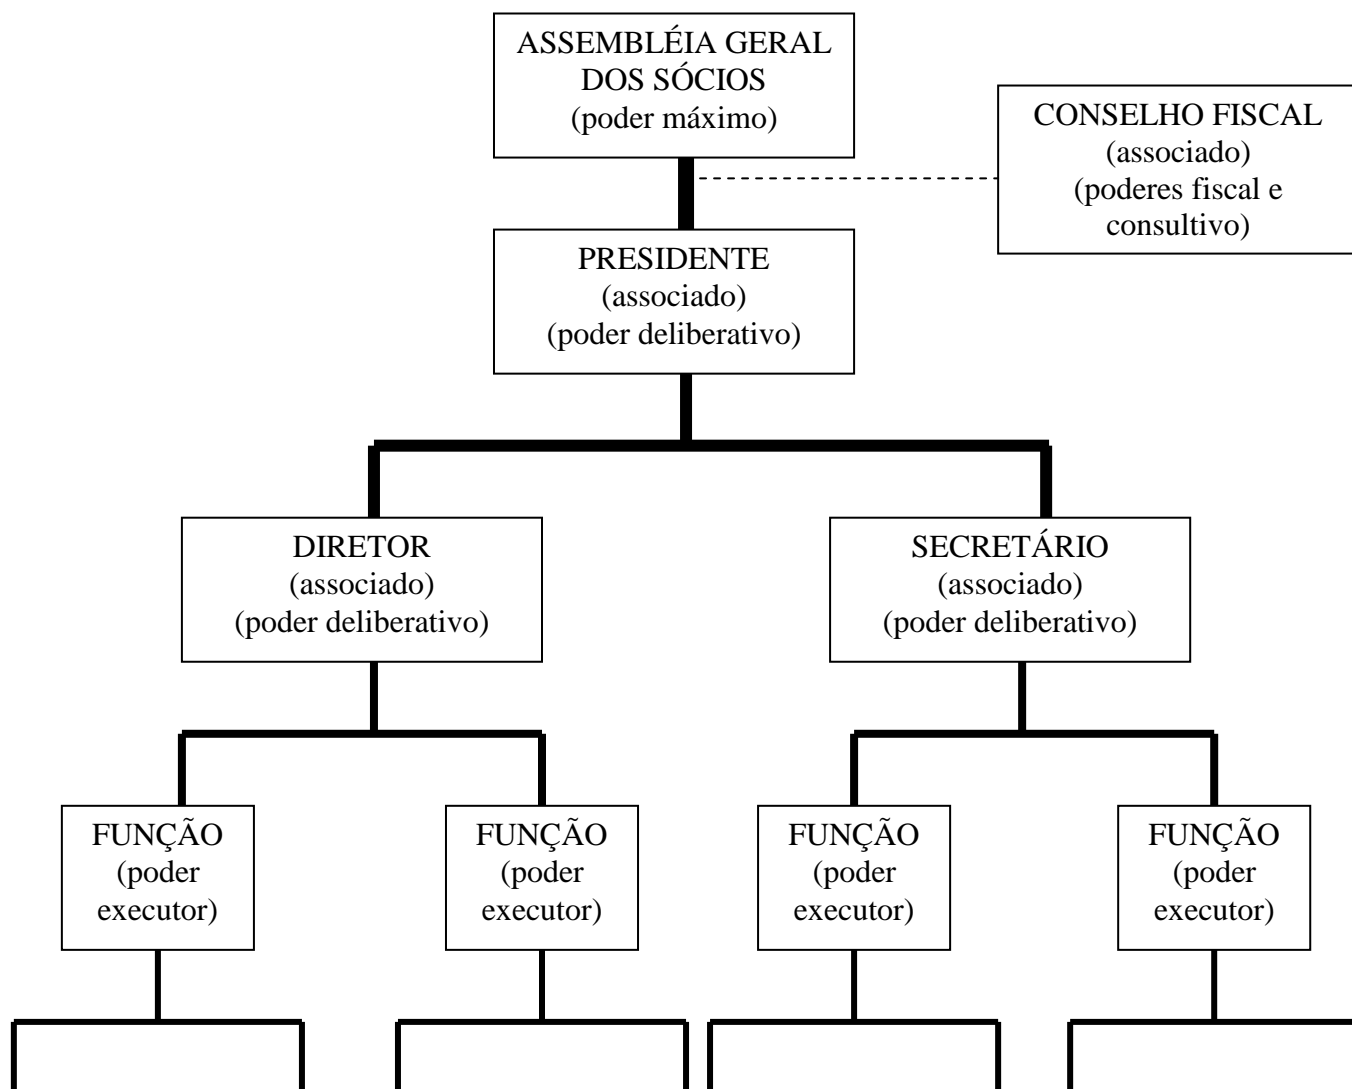 ASSEMBLÉIA GERAL
DOS SÓCIOS
(poder máximo)
CONSELHO FISCAL
(associado)
(poderes fiscal e
consultivo)
PRESIDENTE
(associado)
(poder deliberativo)
DIRETOR
(associado)
(poder deliberativo)
SECRETÁRIO
(associado)
(poder deliberativo)
FUNÇÃO
(poder
executor)
FUNÇÃO
(poder
executor)
FUNÇÃO
(poder
executor)
FUNÇÃO
(poder
executor)